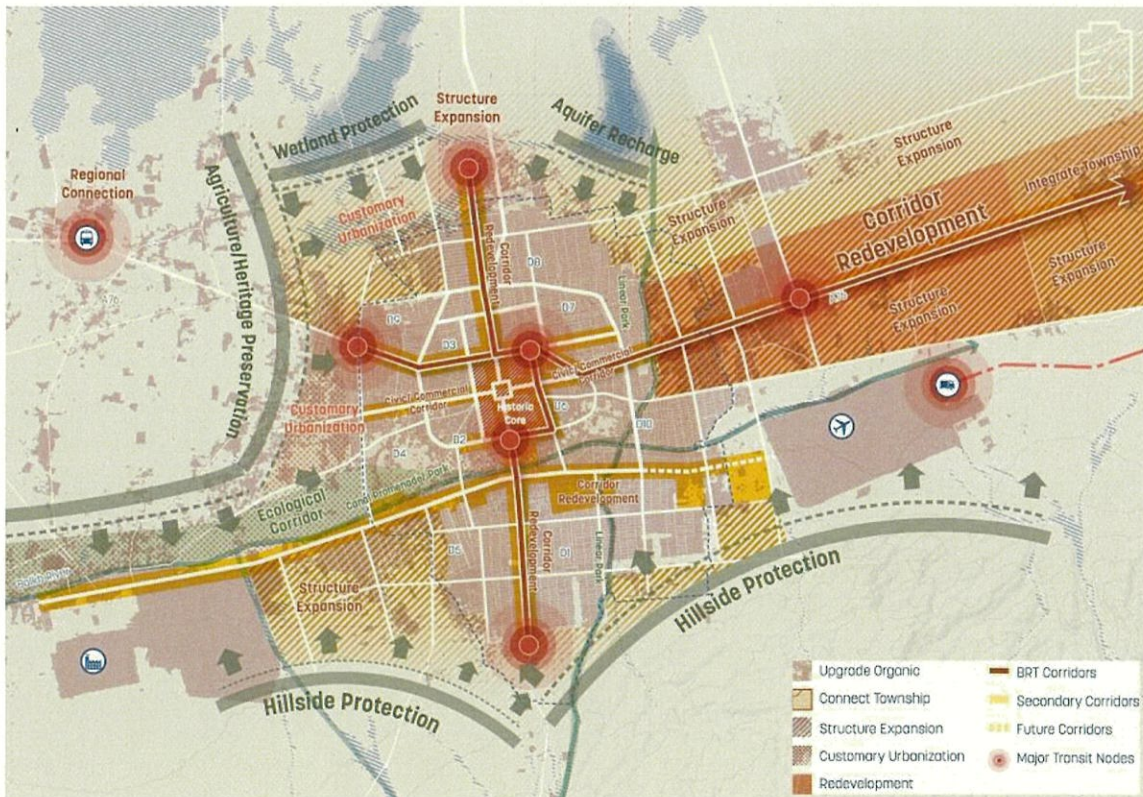 Structure
Expansion
Wetland Protection
Aquifer Recharge
Regional
Connection
Agriculture/Heritage Preservation
Customary
Urbanization
Structure
Expansion
Structure
Expansion
Integrate Township
Corridor
Redevelopment
Structure
Expansion
Structure
Expansion
Corridor
Redevelopment
D8
D7
Linear Park
A76
D9
D3
Civic/ Commercial
Corridor
Civic/ Commercial
Corridor
Historic
Core
D6
D10
D2
D4
Customary
Urbanization
Canal Promenade/ Park
Ecological
Corridor
Balkh River
Corridor
Redevelopment
Corridor
Redevelopment
D5
D1
Linear Park
Structure
Expansion
Hillside Protection
Hillside Protection
Upgrade Organic
Connect Township
Structure Expansion
Customary Urbanization
Redevelopment
BRT Corridors
Secondary Corridors
Future Corridors
Major Transit Nodes